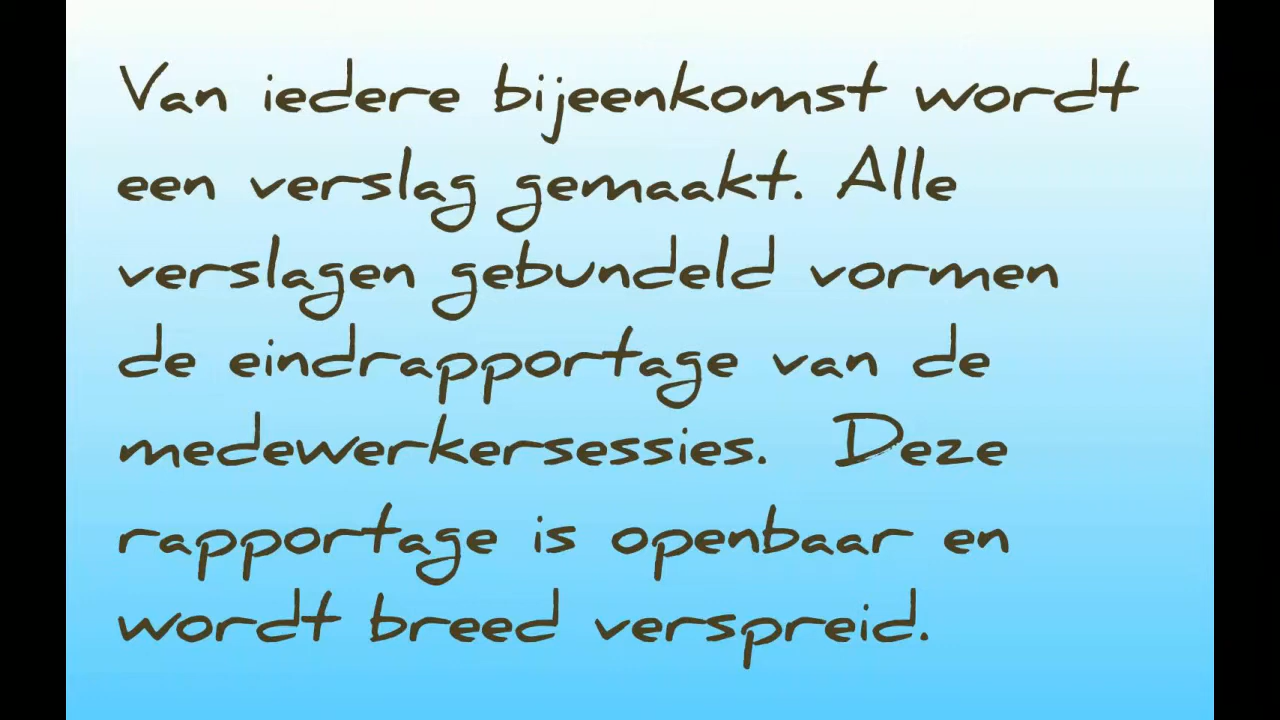 Van iedere bijeenkomst wordt
een verslag gemaakt. Alle
verslagen gebundeld vormen
de eindrapportage van de
medewerkersessies. Deze
rapportage is openbaar en
wordt breed verspreid.